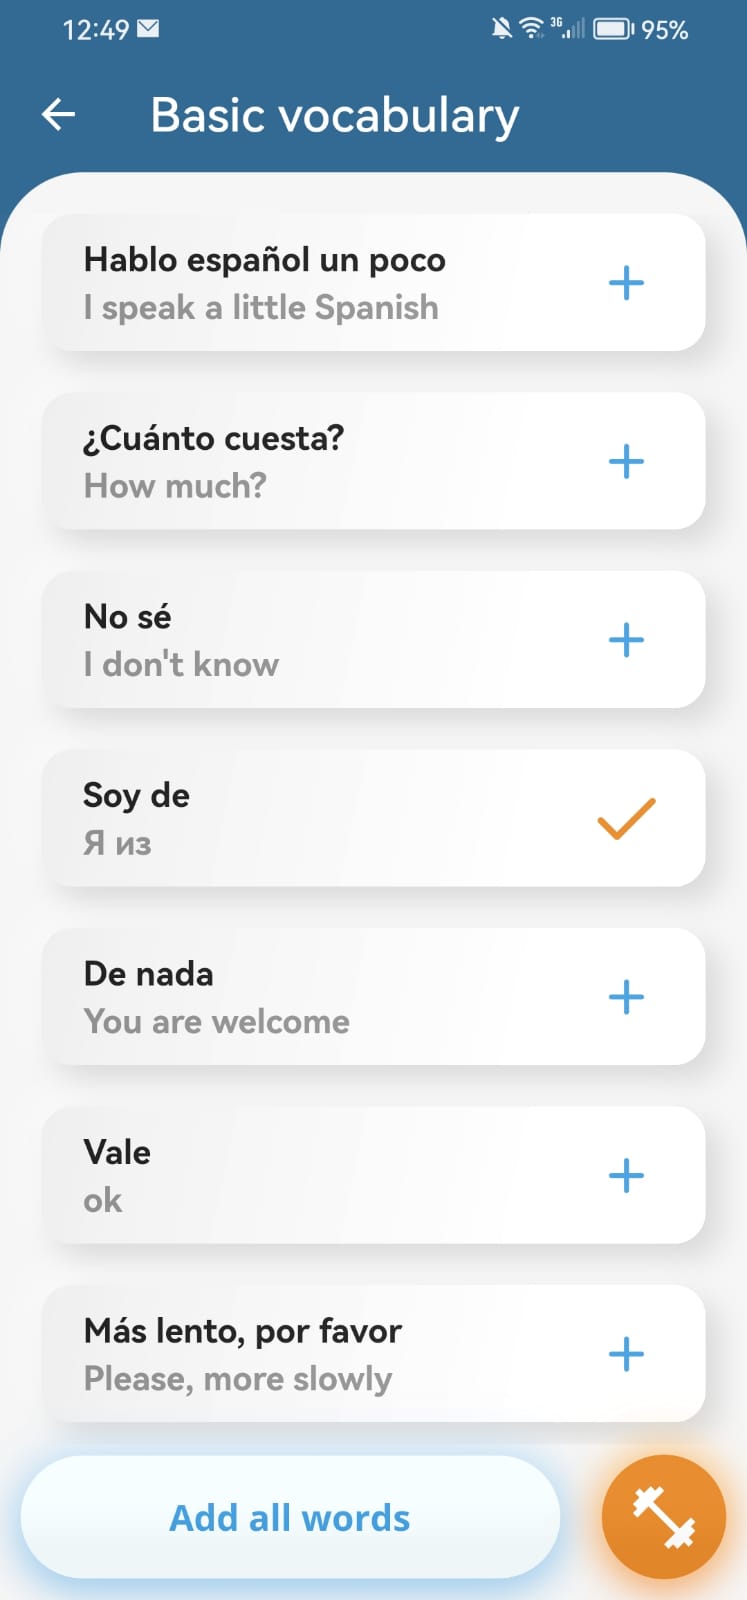 12:49 3G 95%
Basic vocabulary
Hablo español un poco
I speak a little Spanish
¿Cuánto cuesta?
How much?
No sé
I don't know
Soy de
Я из
De nada
You are welcome
Vale
ok
Más lento, por favor
Please, more slowly
Add all words